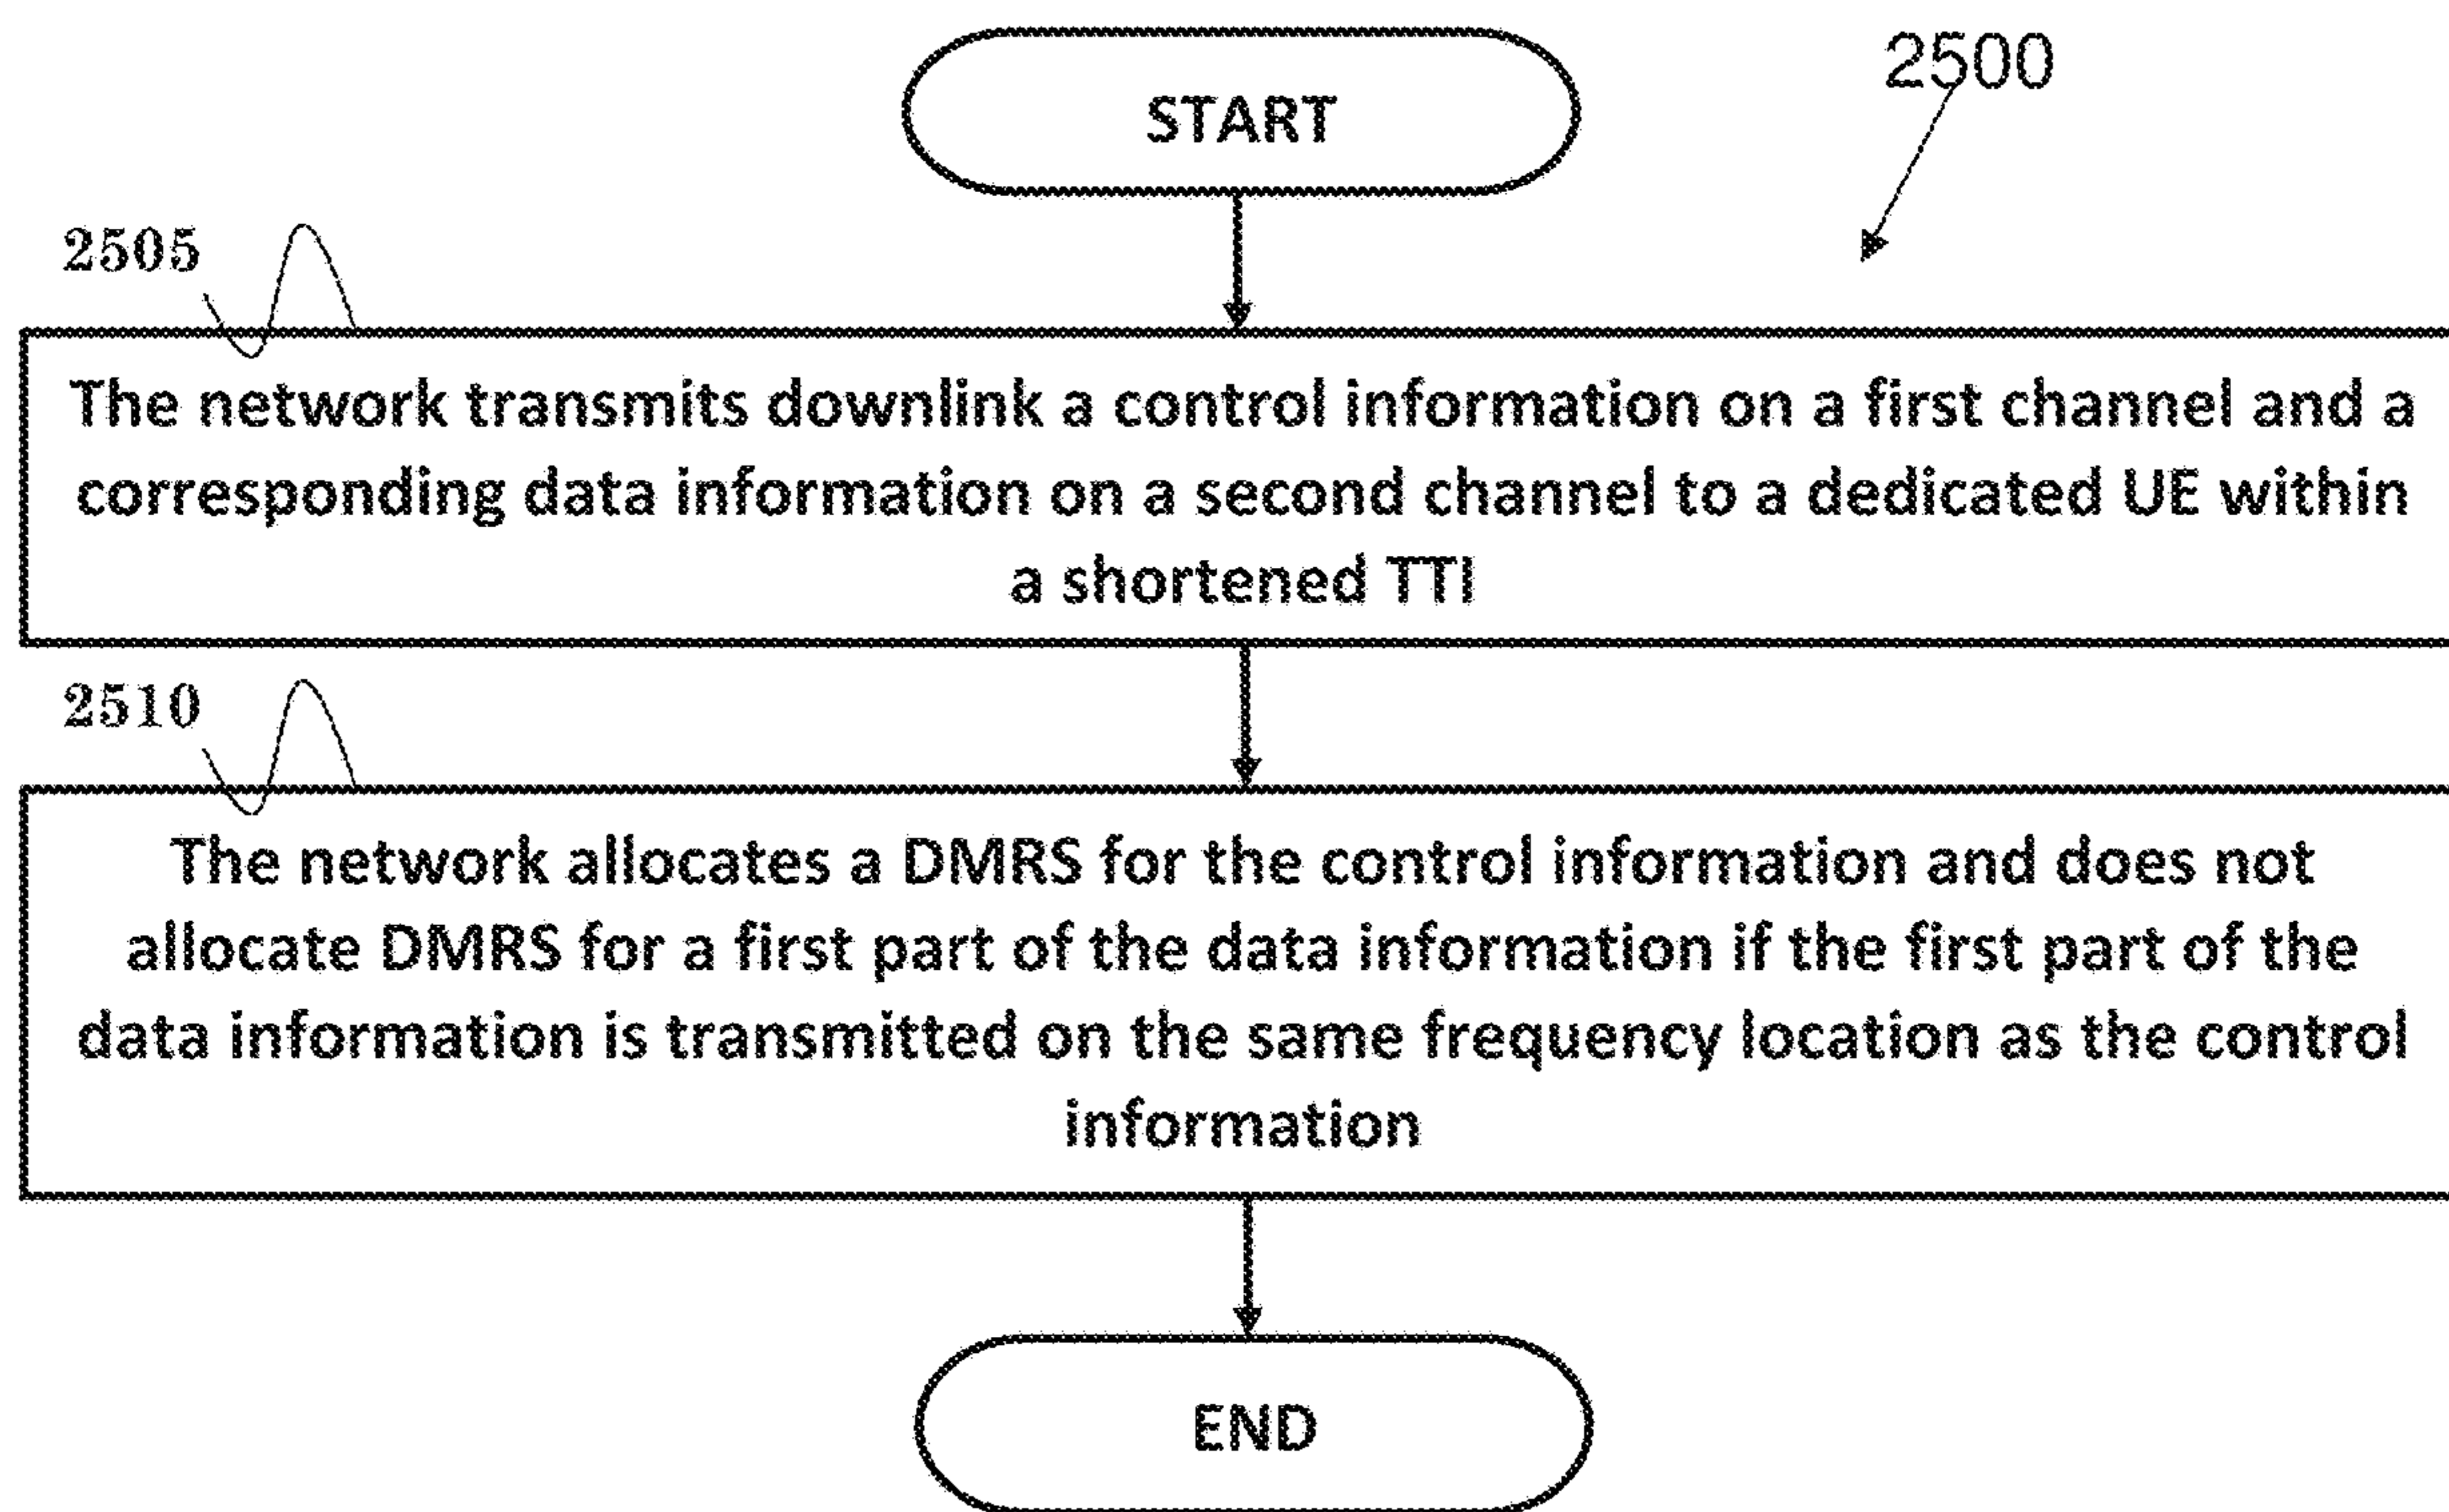 START
2500
2505
The network transmits downlink a control information on a first channel and a
corresponding data information on a second channel to a dedicated UE within
a shortened TTI
2510
The network allocates a DMRS for the control information and does not
allocate DMRS for a first part of the data information if the first part of the
data information is transmitted on the same frequency location as the control
information
END